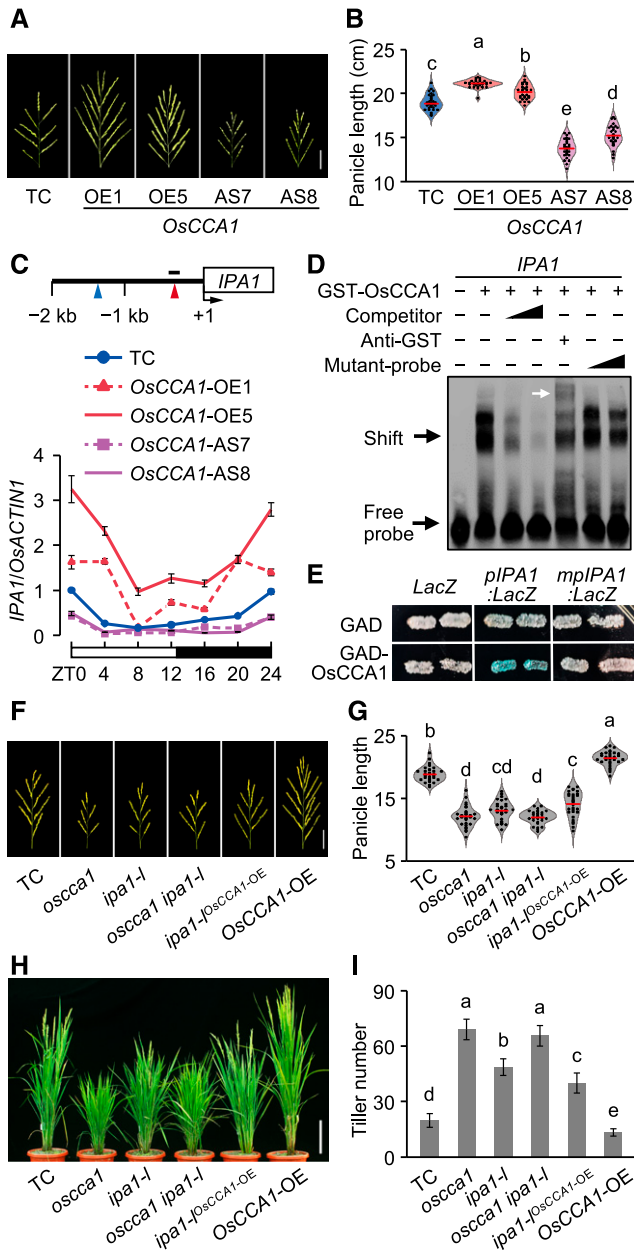 A
TC OE1 OE5 AS7 AS8
OsCCA1
B
Panicle length (cm)
25
20
15
10
c a b e d
TC OE1 OE5 AS7 AS8
OsCCA1
C
IPA1
−2 kb −1 kb +1
TC
OsCCA1-OE1
OsCCA1-OE5
OsCCA1-AS7
OsCCA1-AS8
IPA1/OsACTIN1
4
3
2
1
0
ZT0 4 8 12 16 20 24
D
IPA1
GST-OsCCA1 − + + + + + +
Competitor − − − − −
Anti-GST − − − − + − −
Mutant-probe − − − − −
Shift
Free
probe
E
LacZ pIPA1:LacZ mpIPA1:LacZ
GAD
GAD-OsCCA1
F
TC oscca1 ipa1-l oscca1 ipa1-l ipa1-lOsCCA1-OE OsCCA1-OE
G
Panicle length
25
15
5
b d cd d c a
TC oscca1 ipa1-l oscca1 ipa1-l ipa1-lOsCCA1-OE OsCCA1-OE
H
TC oscca1 ipa1-l oscca1 ipa1-l ipa1-lOsCCA1-OE OsCCA1-OE
I
Tiller number
90
60
30
0
d a b a c e
TC oscca1 ipa1-l oscca1 ipa1-l ipa1-lOsCCA1-OE OsCCA1-OE